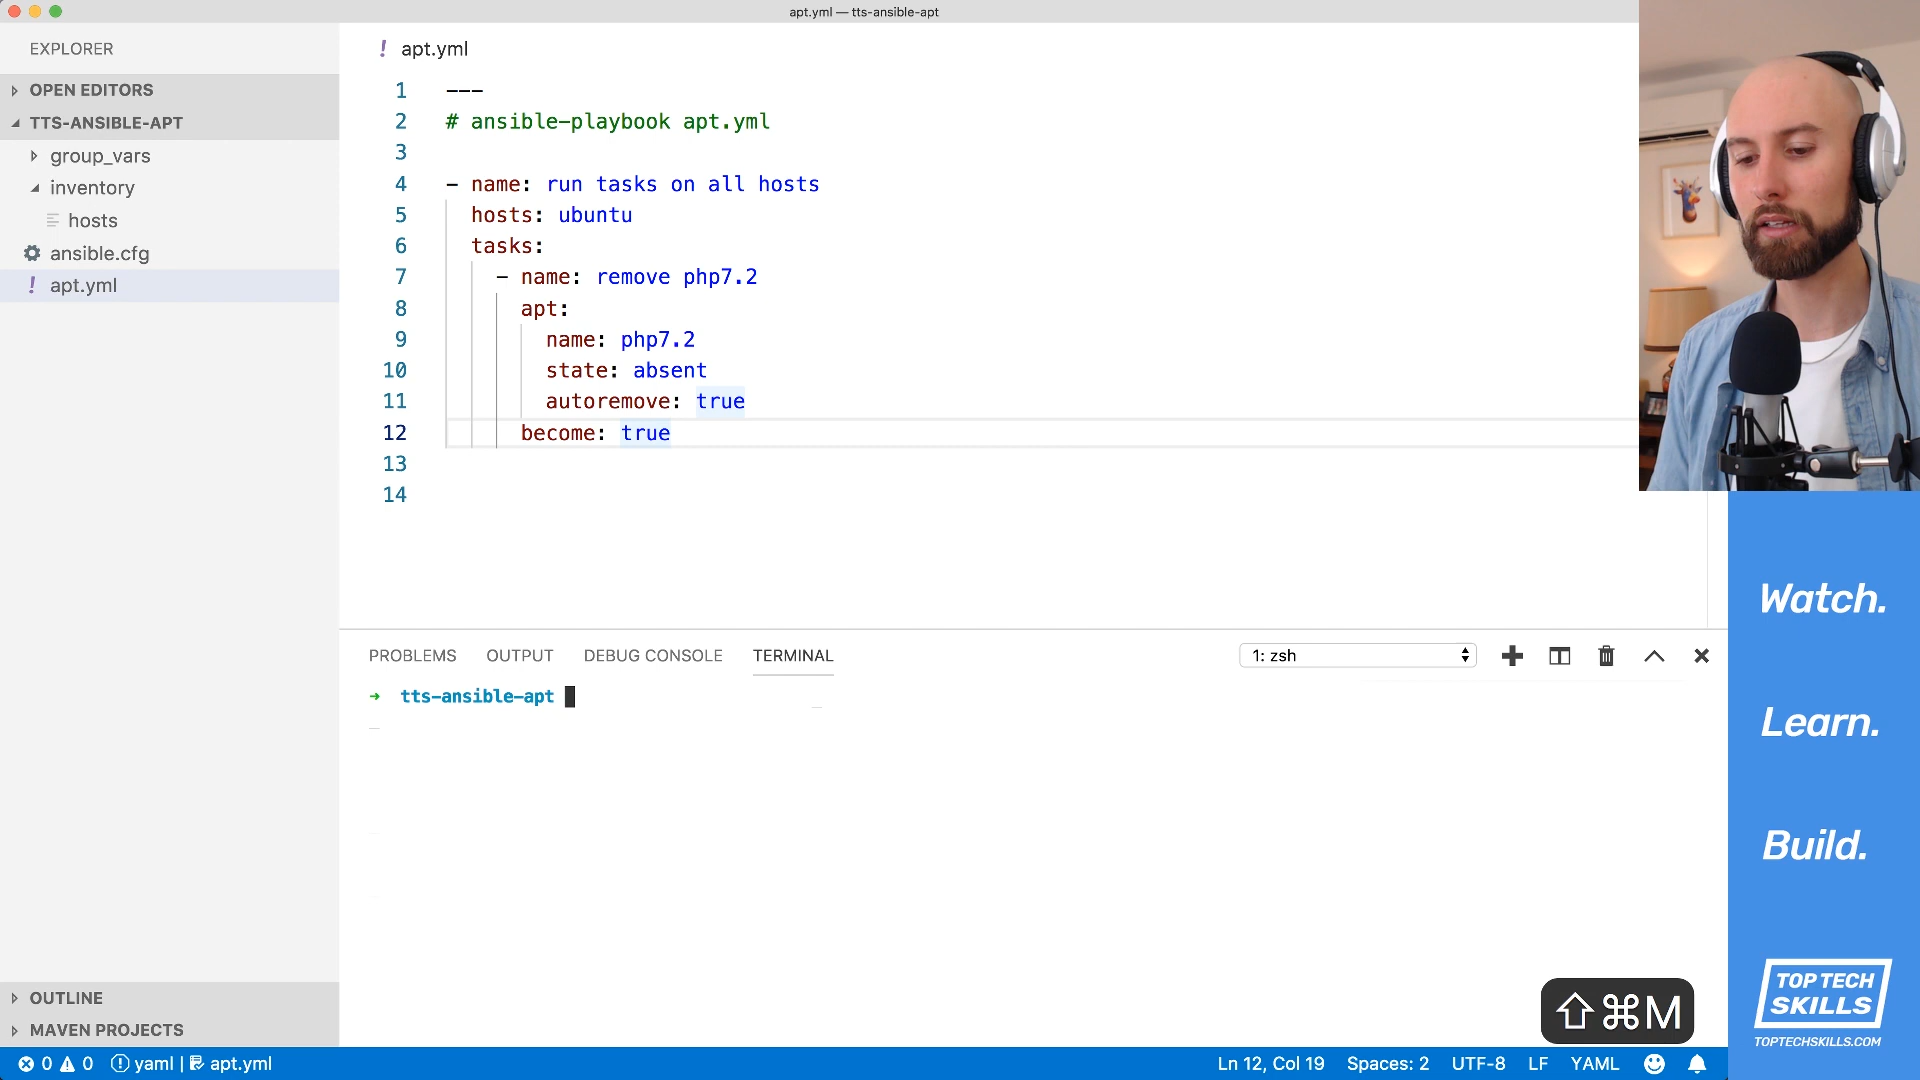 apt.yml — tts-ansible-apt
EXPLORER
OPEN EDITORS
TTS-ANSIBLE-APT
group_vars
inventory
hosts
ansible.cfg
! apt.yml
! apt.yml
1 ---
2 # ansible-playbook apt.yml
3
4 - name: run tasks on all hosts
5 hosts: ubuntu
6 tasks:
7 - name: remove php7.2
8 apt:
9 name: php7.2
10 state: absent
11 autoremove: true
12 become: true
13
14
PROBLEMS OUTPUT DEBUG CONSOLE TERMINAL
1: zsh
→ tts-ansible-apt
OUTLINE
MAVEN PROJECTS
0 0 yaml | apt.yml
Ln 12, Col 19 Spaces: 2 UTF-8 LF YAML
⇧⌘M
Watch.
Learn.
Build.
TOP TECH
SKILLS
TOPTECHSKILLS.COM